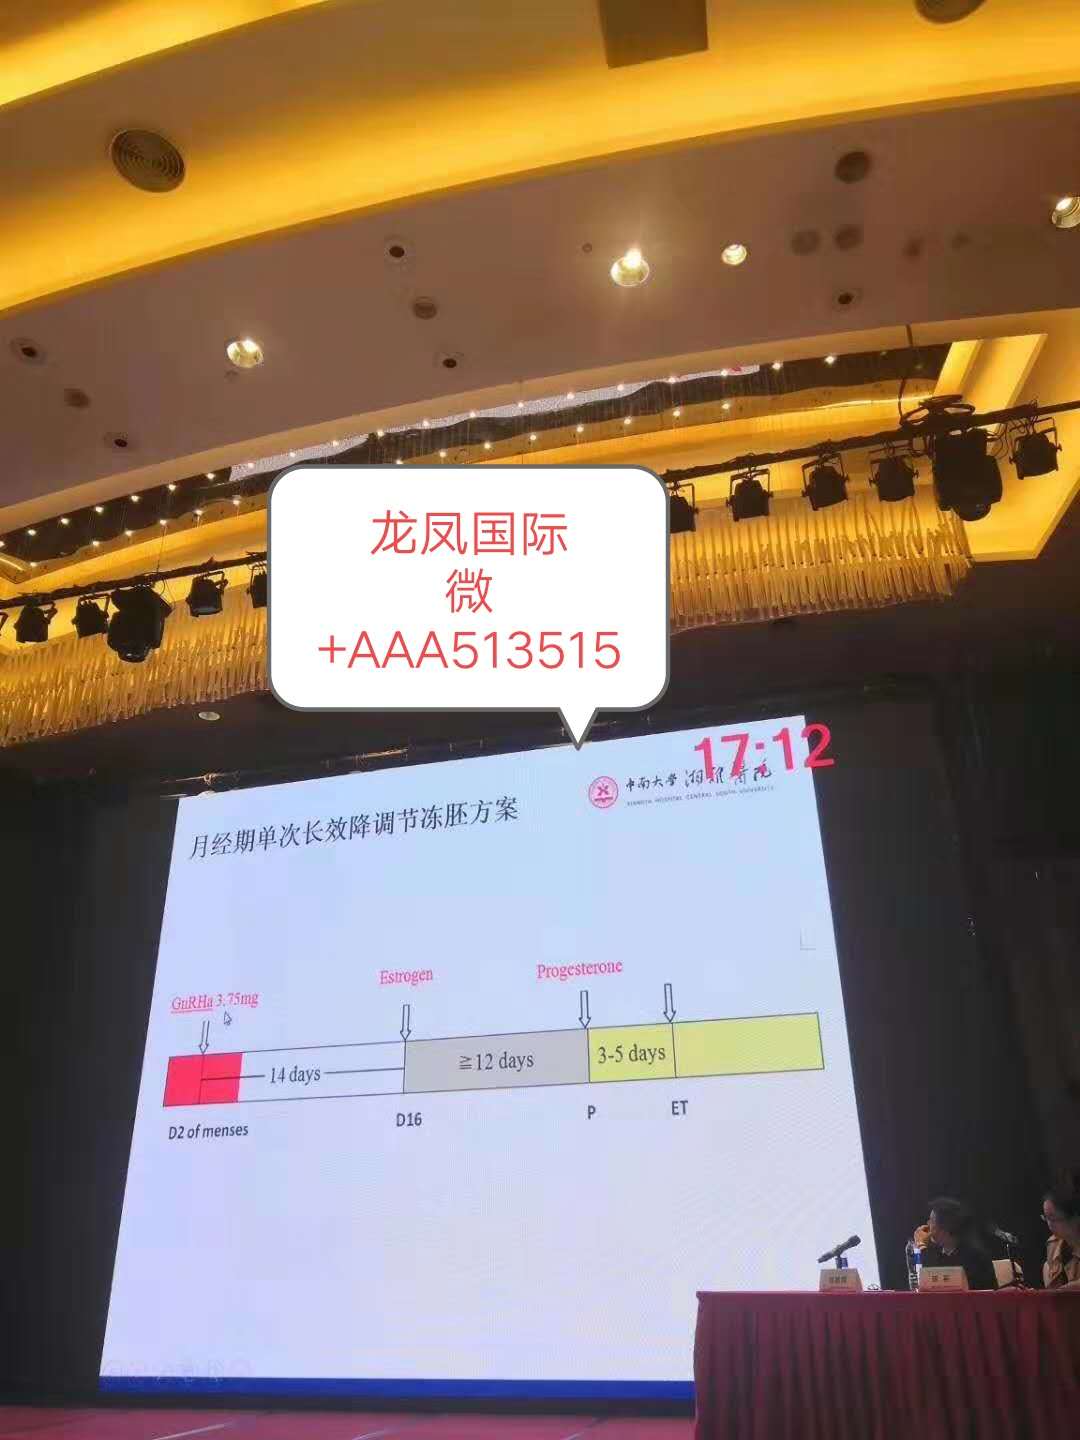 龙凤国际
微
+AAA513515
17:12
中南大学湘雅医院
XIANGYA HOSPITAL CENTRAL SOUTH UNIVERSITY
月经期单次长效降调节冻胚方案
GnRHa 3.75mg
Estrogen
Progesterone
14 days
≧12 days
3-5 days
D2 of menses
D16
P
ET